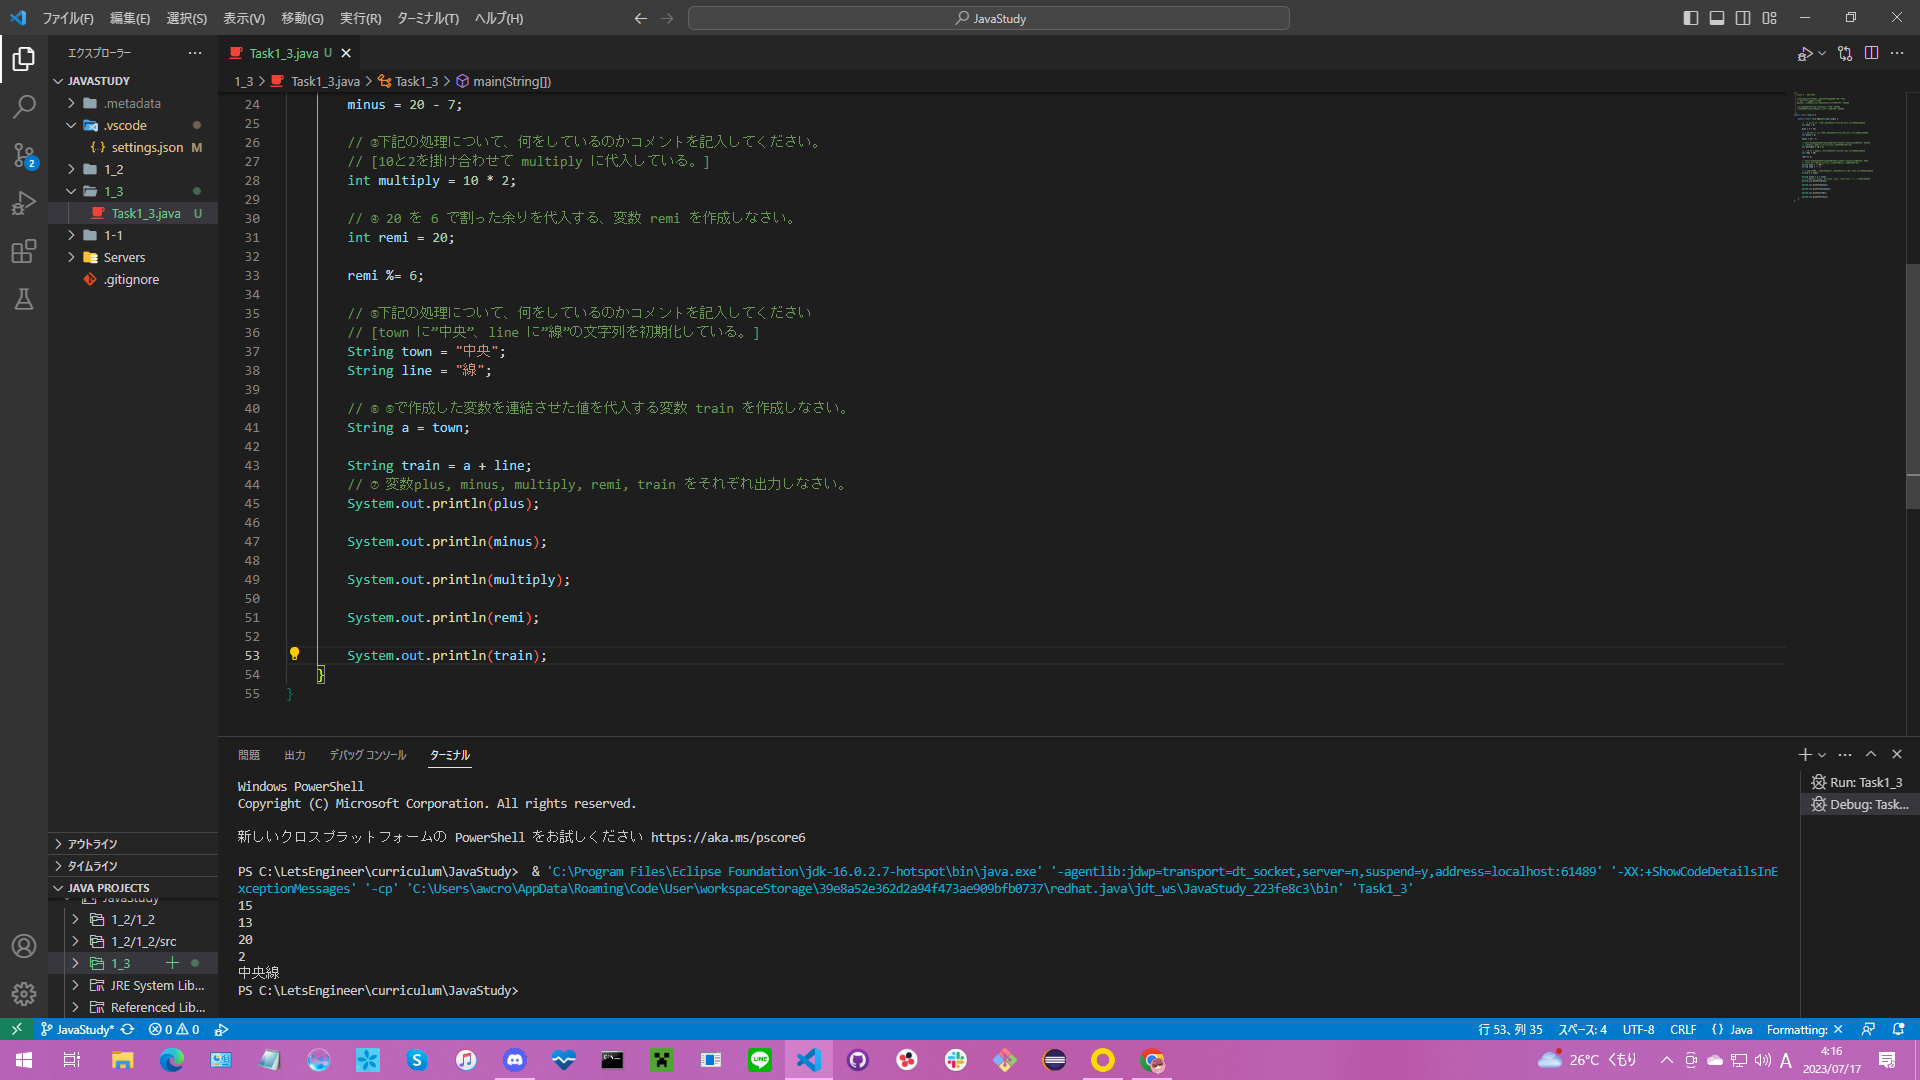 ファイル(F) 編集(E) 選択(S) 表示(V) 移動(G) 実行(R) ターミナル(T) ヘルプ(H)
JavaStudy
エクスプローラー
JAVASTUDY
.metadata
.vscode
settings.json M
1_2
1_3
Task1_3.java U
1-1
Servers
.gitignore
アウトライン
タイムライン
JAVA PROJECTS
JavaStudy
1_2/1_2
1_2/1_2/src
1_3
JRE System Lib...
Referenced Lib...
Task1_3.java U
1_3 > Task1_3.java > Task1_3 > main(String[])
24 minus = 20 - 7;
25
26 // ③下記の処理について、何をしているのかコメントを記入してください。
27 // [10と2を掛け合わせて multiply に代入している。]
28 int multiply = 10 * 2;
29
30 // ④ 20 を 6 で割った余りを代入する、変数 remi を作成しなさい。
31 int remi = 20;
32
33 remi %= 6;
34
35 // ⑤下記の処理について、何をしているのかコメントを記入してください
36 // [town に”中央”、line に”線”の文字列を初期化している。]
37 String town = "中央";
38 String line = "線";
39
40 // ⑥ ⑤で作成した変数を連結させた値を代入する変数 train を作成しなさい。
41 String a = town;
42
43 String train = a + line;
44 // ⑦ 変数plus, minus, multiply, remi, train をそれぞれ出力しなさい。
45 System.out.println(plus);
46
47 System.out.println(minus);
48
49 System.out.println(multiply);
50
51 System.out.println(remi);
52
53 System.out.println(train);
54 }
55 }
問題 出力 デバッグ コンソール ターミナル
Windows PowerShell
Copyright (C) Microsoft Corporation. All rights reserved.
新しいクロスプラットフォームの PowerShell をお試しください https://aka.ms/pscore6
PS C:\LetsEngineer\curriculum\JavaStudy> & 'C:\Program Files\Eclipse Foundation\jdk-16.0.2.7-hotspot\bin\java.exe' '-agentlib:jdwp=transport=dt_socket,server=n,suspend=y,address=localhost:61489' '-XX:+ShowCodeDetailsInE
xceptionMessages' '-cp' 'C:\Users\awcro\AppData\Roaming\Code\User\workspaceStorage\39e8a52e362d2a94f473ae909bfb0737\redhat.java\jdt_ws\JavaStudy_223fe8c3\bin' 'Task1_3'
15
13
20
2
中央線
PS C:\LetsEngineer\curriculum\JavaStudy>
Run: Task1_3
Debug: Task...
JavaStudy* 0 0
行 53、列 35 スペース: 4 UTF-8 CRLF {} Java Formatting: ×
26°C くもり A 4:16
2023/07/17